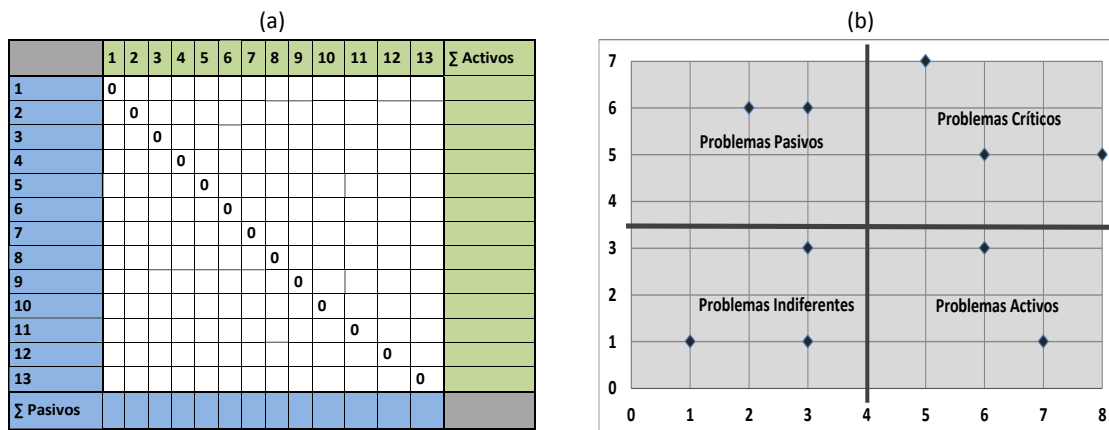 (a)
1 2 3 4 5 6 7 8 9 10 11 12 13 ∑ Activos
1 0
2 0
3 0
4 0
5 0
6 0
7 0
8 0
9 0
10 0
11 0
12 0
13 0
∑ Pasivos
(b)
7
6
5
4
3
2
1
0
Problemas Críticos
Problemas Pasivos
Problemas Indiferentes
Problemas Activos
0 1 2 3 4 5 6 7 8